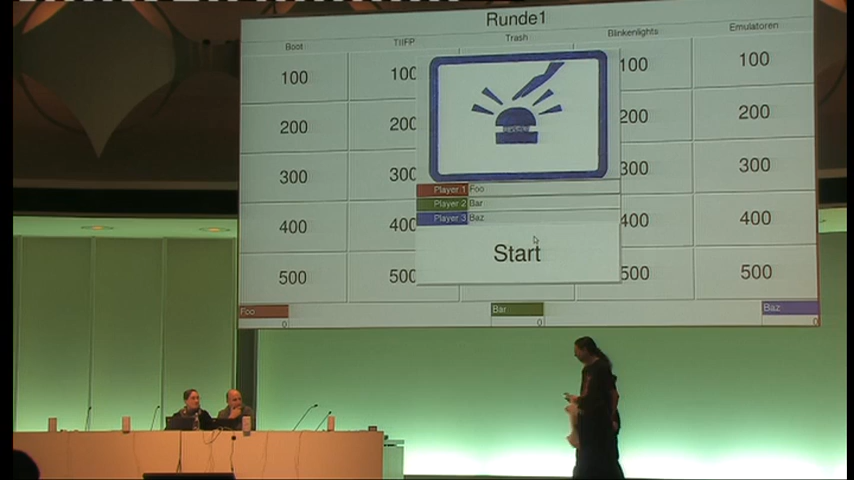 Runde1
Boot TIIFP Trash Blinkenlights Emulatoren
100 100 100 100
200 200 200 200
300 300 300 300
Player 1 Foo
Player 2 Bar
Player 3 Baz
400 400 400 400
Start
500 500 500 500
Foo Bar Baz
0 0 0